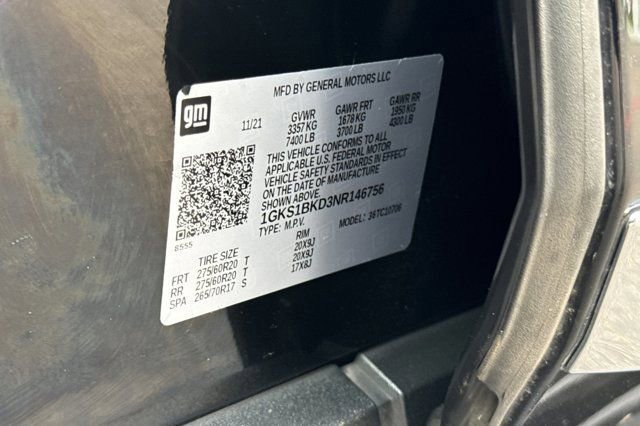 MFD BY GENERAL MOTORS LLC
gm
11/21
GVWR GAWR FRT GAWR RR
3357 KG 1678 KG 1950 KG
7400 LB 3700 LB 4300 LB
THIS VEHICLE CONFORMS TO ALL
APPLICABLE U.S. FEDERAL MOTOR
VEHICLE SAFETY STANDARDS IN EFFECT
ON THE DATE OF MANUFACTURE
SHOWN ABOVE.
1GKS1BKD3NR146756
TYPE: M.P.V. MODEL: 36TC10706
8555
TIRE SIZE RIM
FRT 275/60R20 T 20X9J
RR 275/60R20 T 20X9J
SPA 265/70R17 S 17X8J